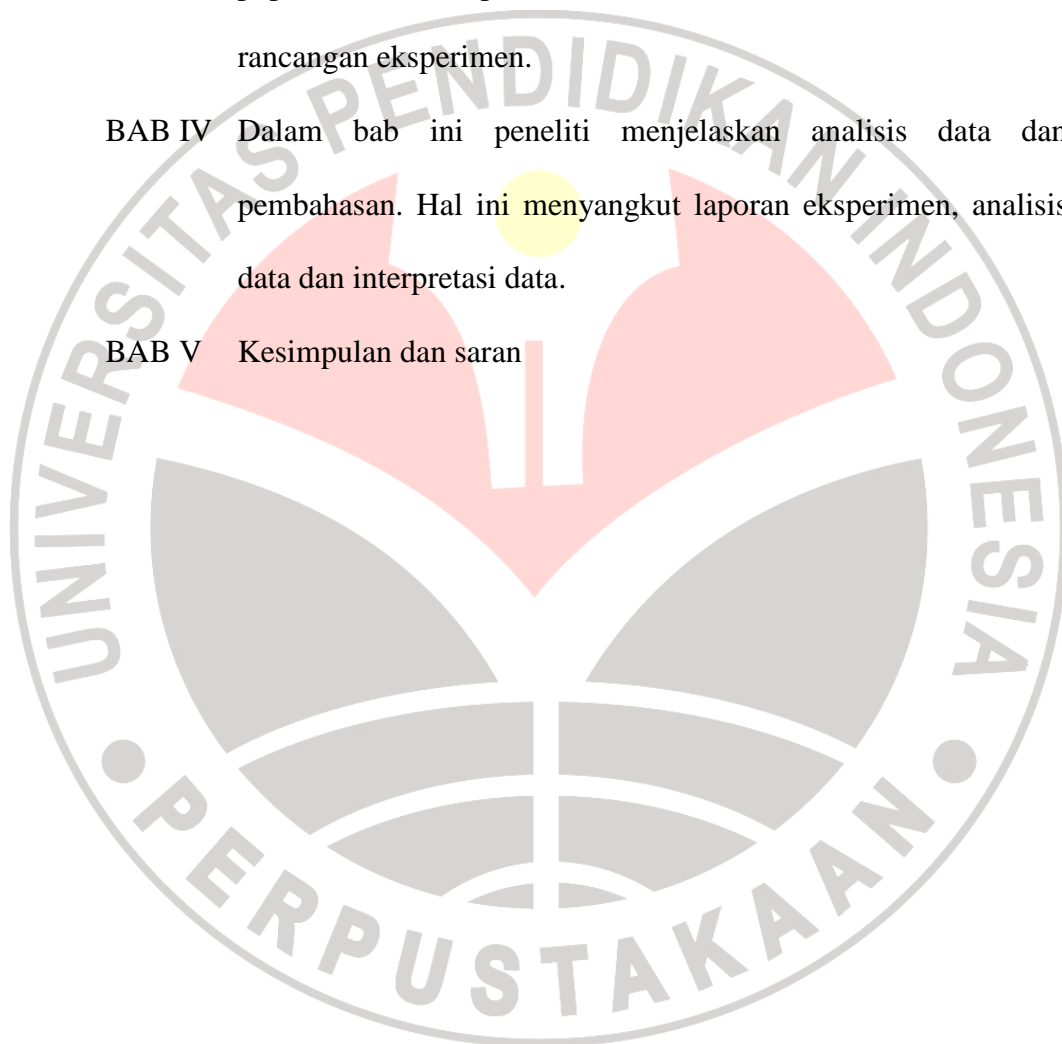 rancangan eksperimen.
BAB IV Dalam bab ini peneliti menjelaskan analisis data dan
pembahasan. Hal ini menyangkut laporan eksperimen, analisis
data dan interpretasi data.
BAB V Kesimpulan dan saran
UNIVERSITAS PENDIDIKAN INDONESIA
PERPUSTAKAAN